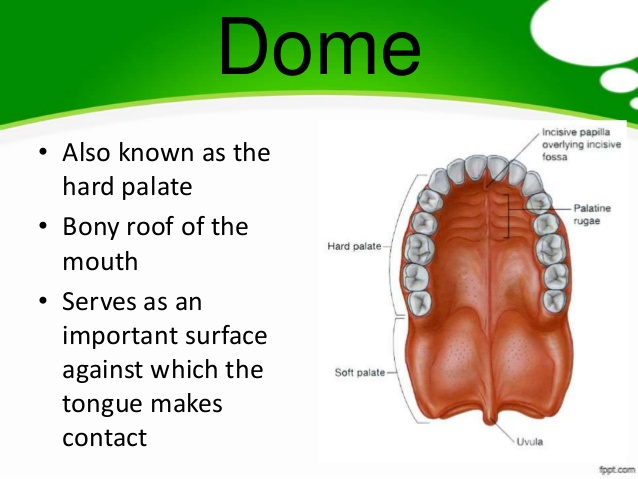 Dome
• Also known as the
hard palate
• Bony roof of the
mouth
• Serves as an
important surface
against which the
tongue makes
contact
Incisive papilla
overlying incisive
fossa
Palatine
rugae
Hard palate
Soft palate
Uvula
fppt.com